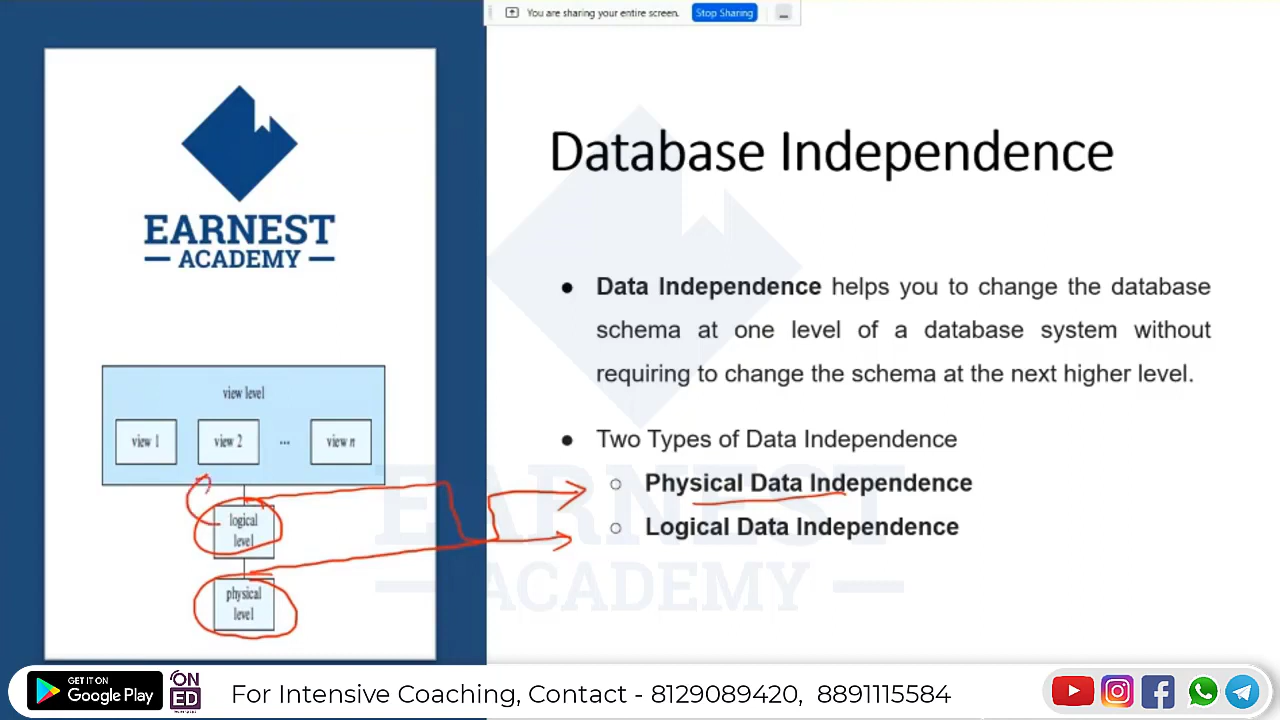 You are sharing your entire screen. Stop Sharing
EARNEST
ACADEMY
Database Independence
● Data Independence helps you to change the database
schema at one level of a database system without
requiring to change the schema at the next higher level.
● Two Types of Data Independence
○ Physical Data Independence
○ Logical Data Independence
view level
view 1 view 2 ... view n
logical
level
physical
level
EARNEST
ACADEMY
GET IT ON
Google Play
ON
ED
For Intensive Coaching, Contact - 8129089420, 8891115584